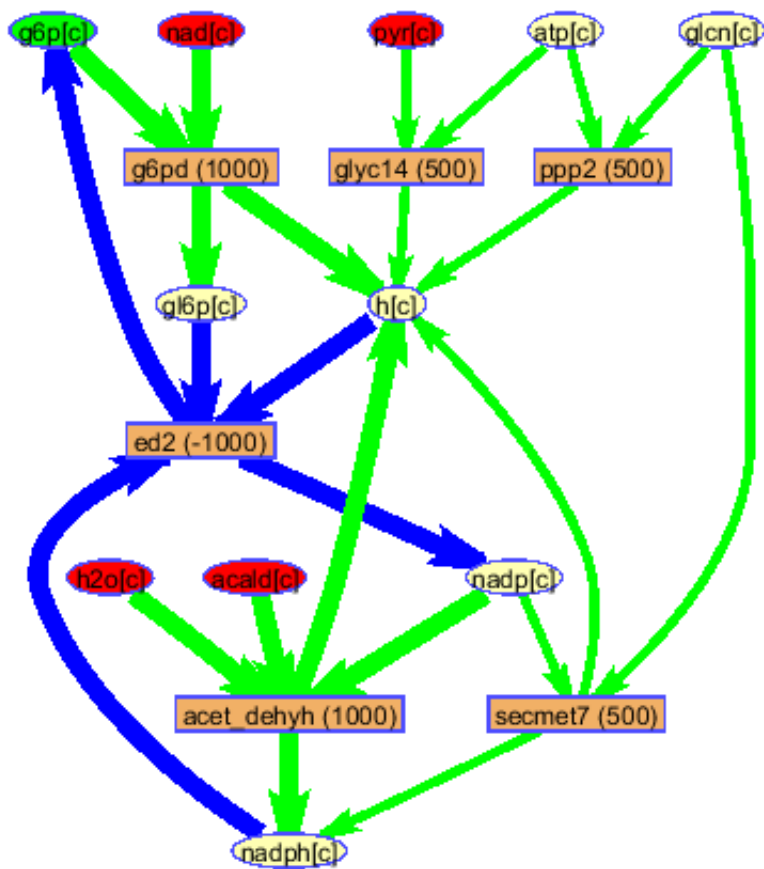 g6p[c] nad[c] pyr[c] atp[c] glcn[c]
g6pd (1000) glyc14 (500) ppp2 (500)
gl6p[c] h[c]
ed2 (-1000)
h2o[c] acald[c] nadp[c]
acet_dehyh (1000) secmet7 (500)
nadph[c]